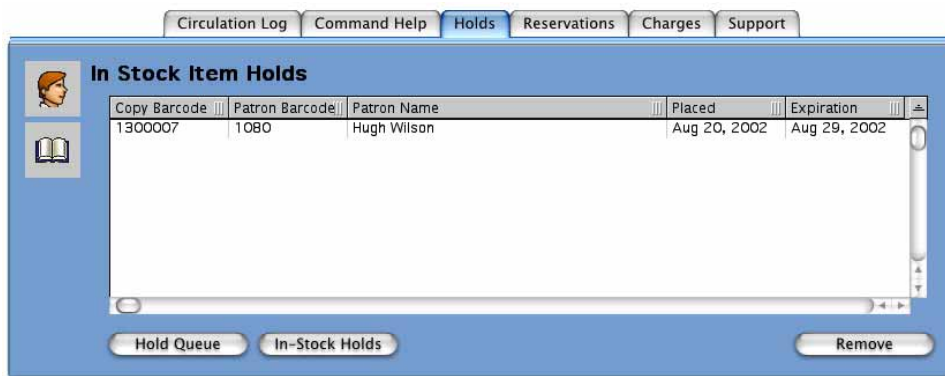 Circulation Log Command Help Holds Reservations Charges Support
In Stock Item Holds
Copy Barcode Patron Barcode Patron Name Placed Expiration
1300007 1080 Hugh Wilson Aug 20, 2002 Aug 29, 2002
Hold Queue In-Stock Holds Remove